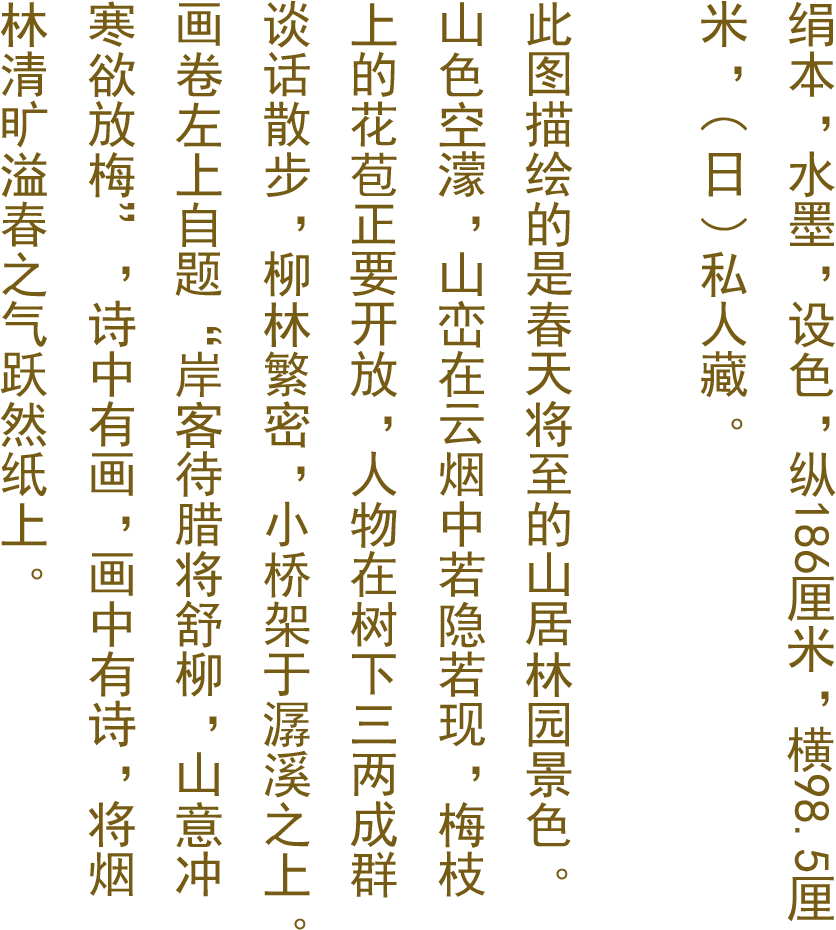 绢本，水墨，设色，纵186厘米，横98.5厘
米，（日）私人藏。
此图描绘的是春天将至的山居林园景色。
山色空濛，山峦在云烟中若隐若现，梅枝
上的花苞正要开放，人物在树下三两成群
谈话散步，柳林繁密，小桥架于潺溪之上。
画卷左上自题“岸客待腊将舒柳，山意冲
寒欲放梅”，诗中有画，画中有诗，将烟
林清旷溢春之气跃然纸上。